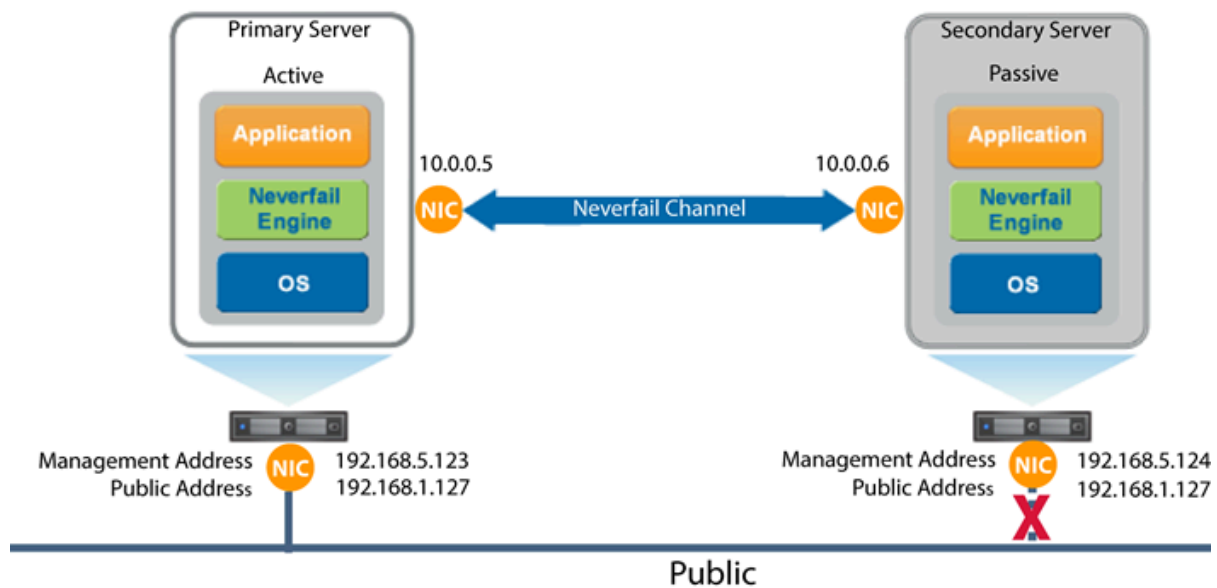 Primary Server
Active
Application
Neverfail
Engine
OS
10.0.0.5
NIC
Neverfail Channel
10.0.0.6
NIC
Secondary Server
Passive
Application
Neverfail
Engine
OS
Management Address NIC 192.168.5.123
Public Address 192.168.1.127
Management Address NIC 192.168.5.124
Public Address 192.168.1.127
X
Public